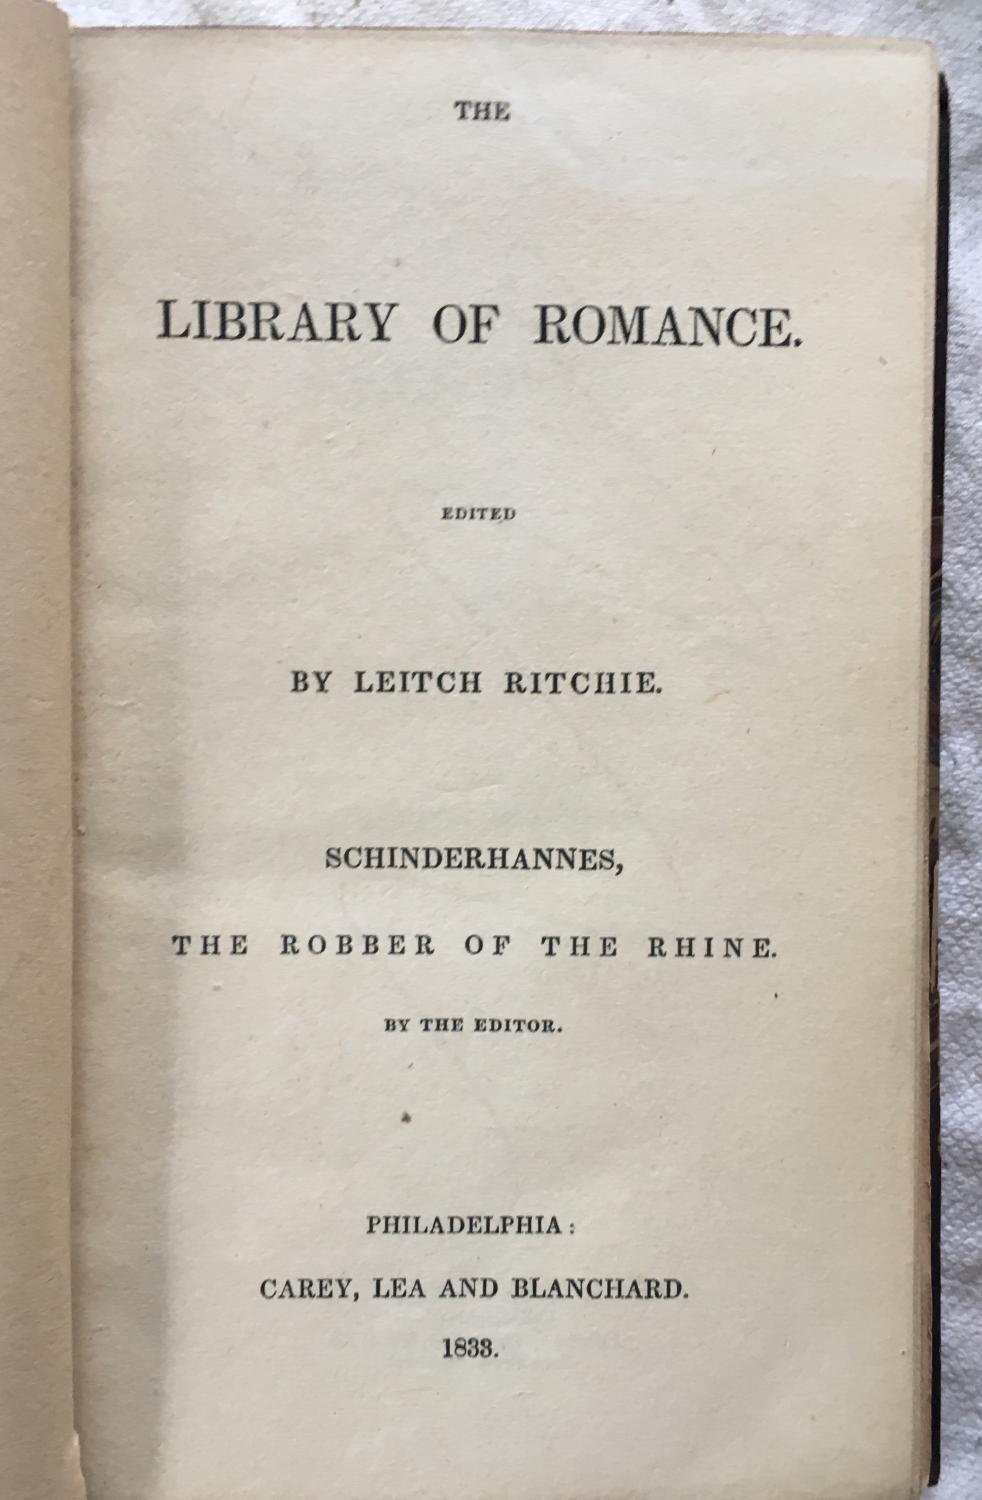 THE
LIBRARY OF ROMANCE.
EDITED
BY LEITCH RITCHIE.
SCHINDERHANNES,
THE ROBBER OF THE RHINE.
BY THE EDITOR.
PHILADELPHIA:
CAREY, LEA AND BLANCHARD.
1833.